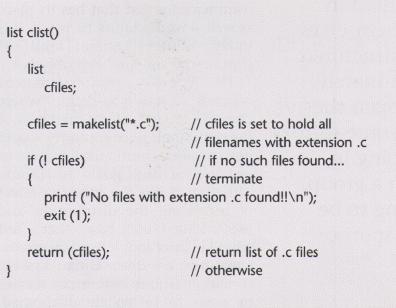 list clist()
{
    list
        cfiles;

    cfiles = makelist("*.c");    // cfiles is set to hold all
                                 // filenames with extension .c
    if (! cfiles)                // if no such files found...
    {                            // terminate
        printf ("No files with extension .c found!!\n");
        exit (1);
    }
    return (cfiles);             // return list of .c files
}                                // otherwise